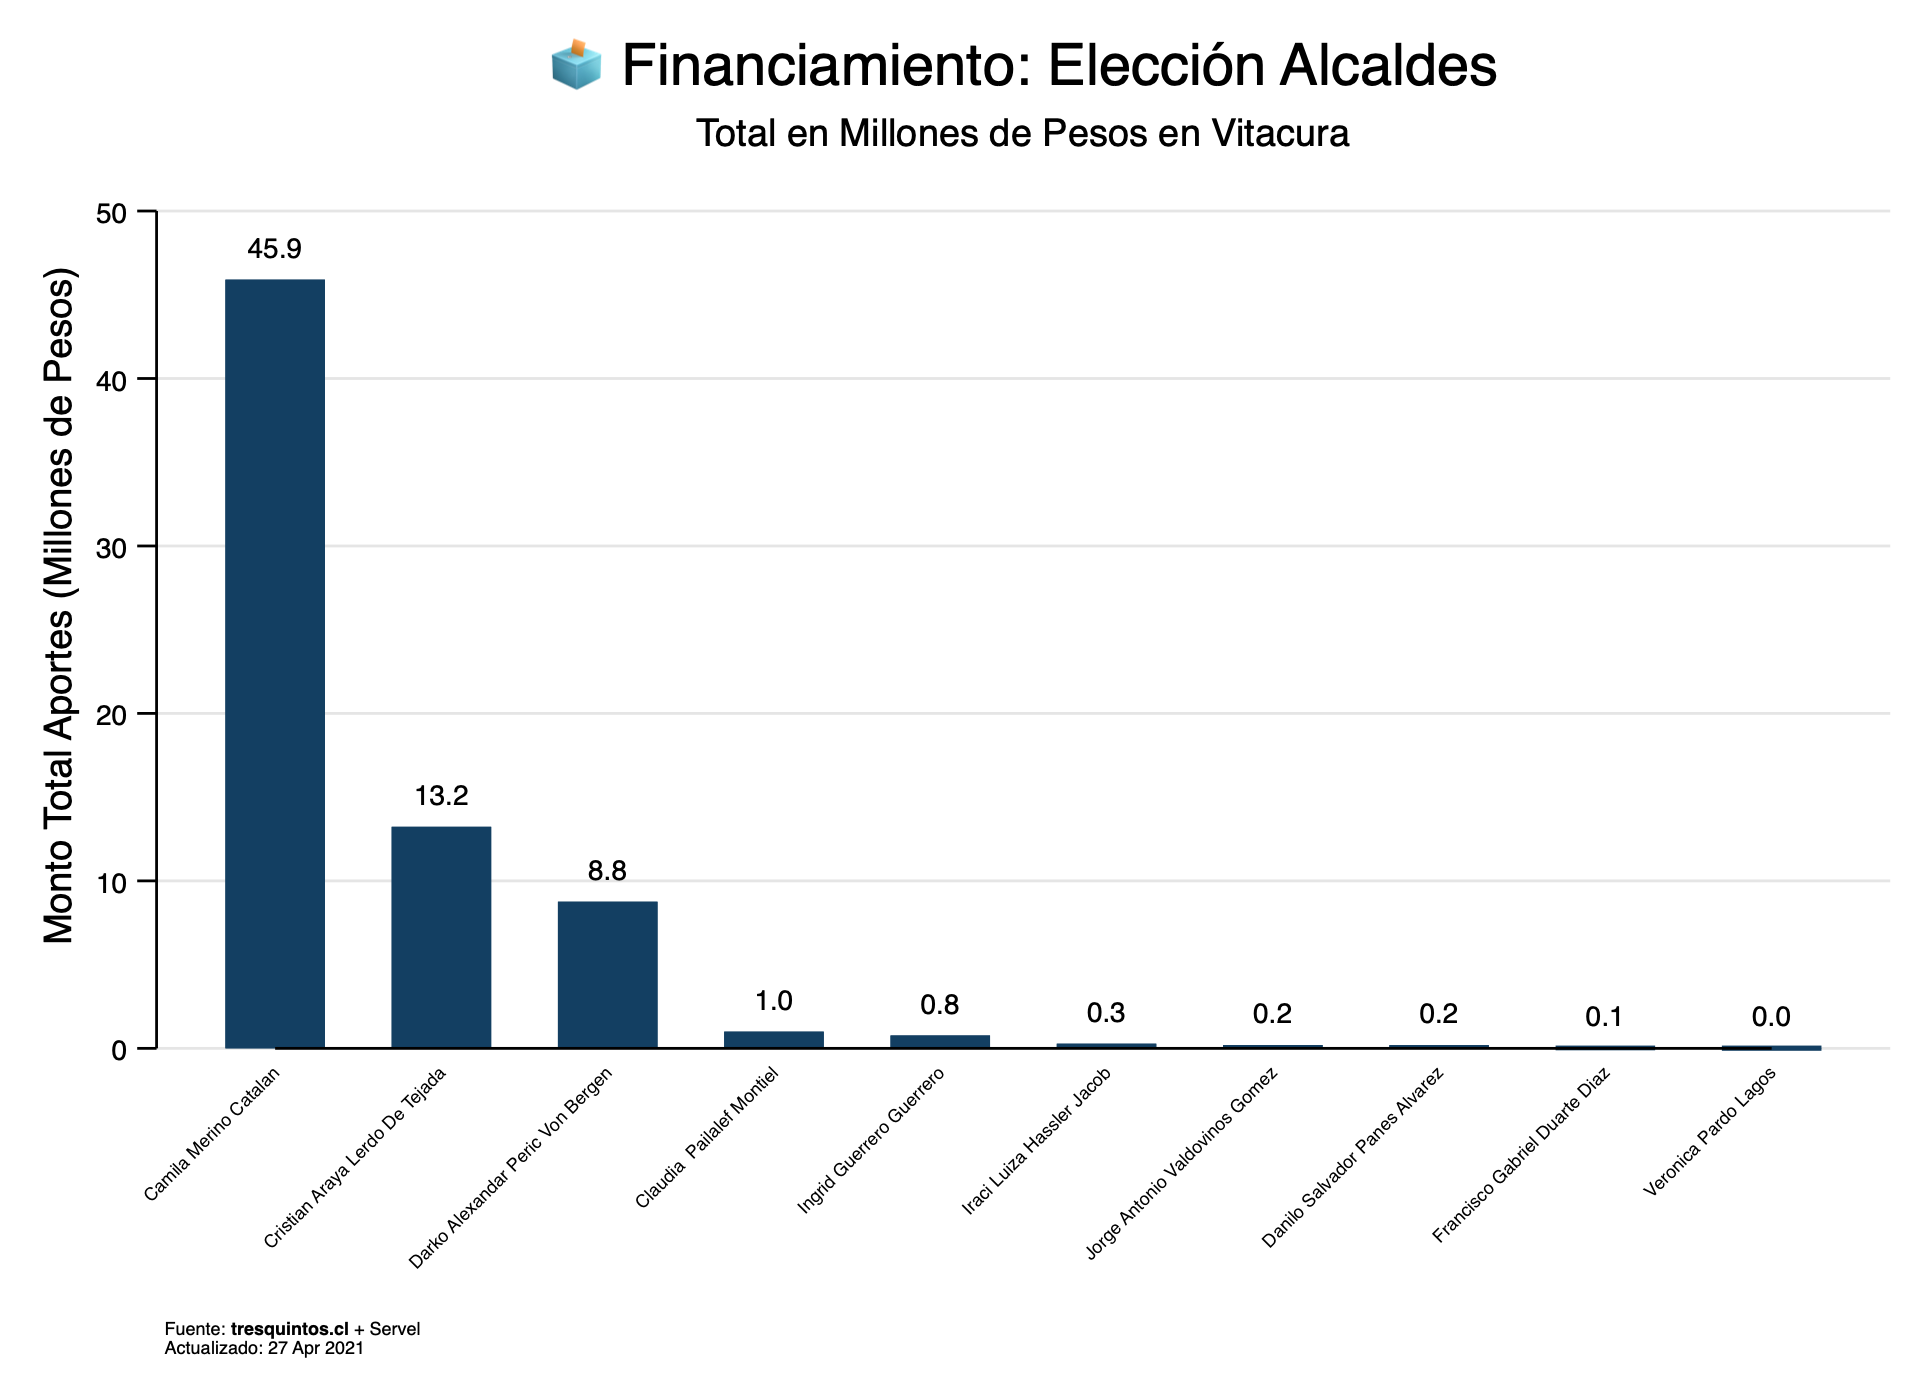 Financiamiento: Elección Alcaldes
Total en Millones de Pesos en Vitacura
Monto Total Aportes (Millones de Pesos)
50
40
30
20
10
0
45.9
13.2
8.8
1.0
0.8
0.3
0.2
0.2
0.1
0.0
Camila Merino Catalan
Cristian Araya Lerdo De Tejada
Darko Alexandar Peric Von Bergen
Claudia  Pailalef Montiel
Ingrid Guerrero Guerrero
Iraci Luiza Hassler Jacob
Jorge Antonio Valdovinos Gomez
Danilo Salvador Panes Alvarez
Francisco Gabriel Duarte Diaz
Veronica Pardo Lagos
Fuente: tresquintos.cl + Servel
Actualizado: 27 Apr 2021